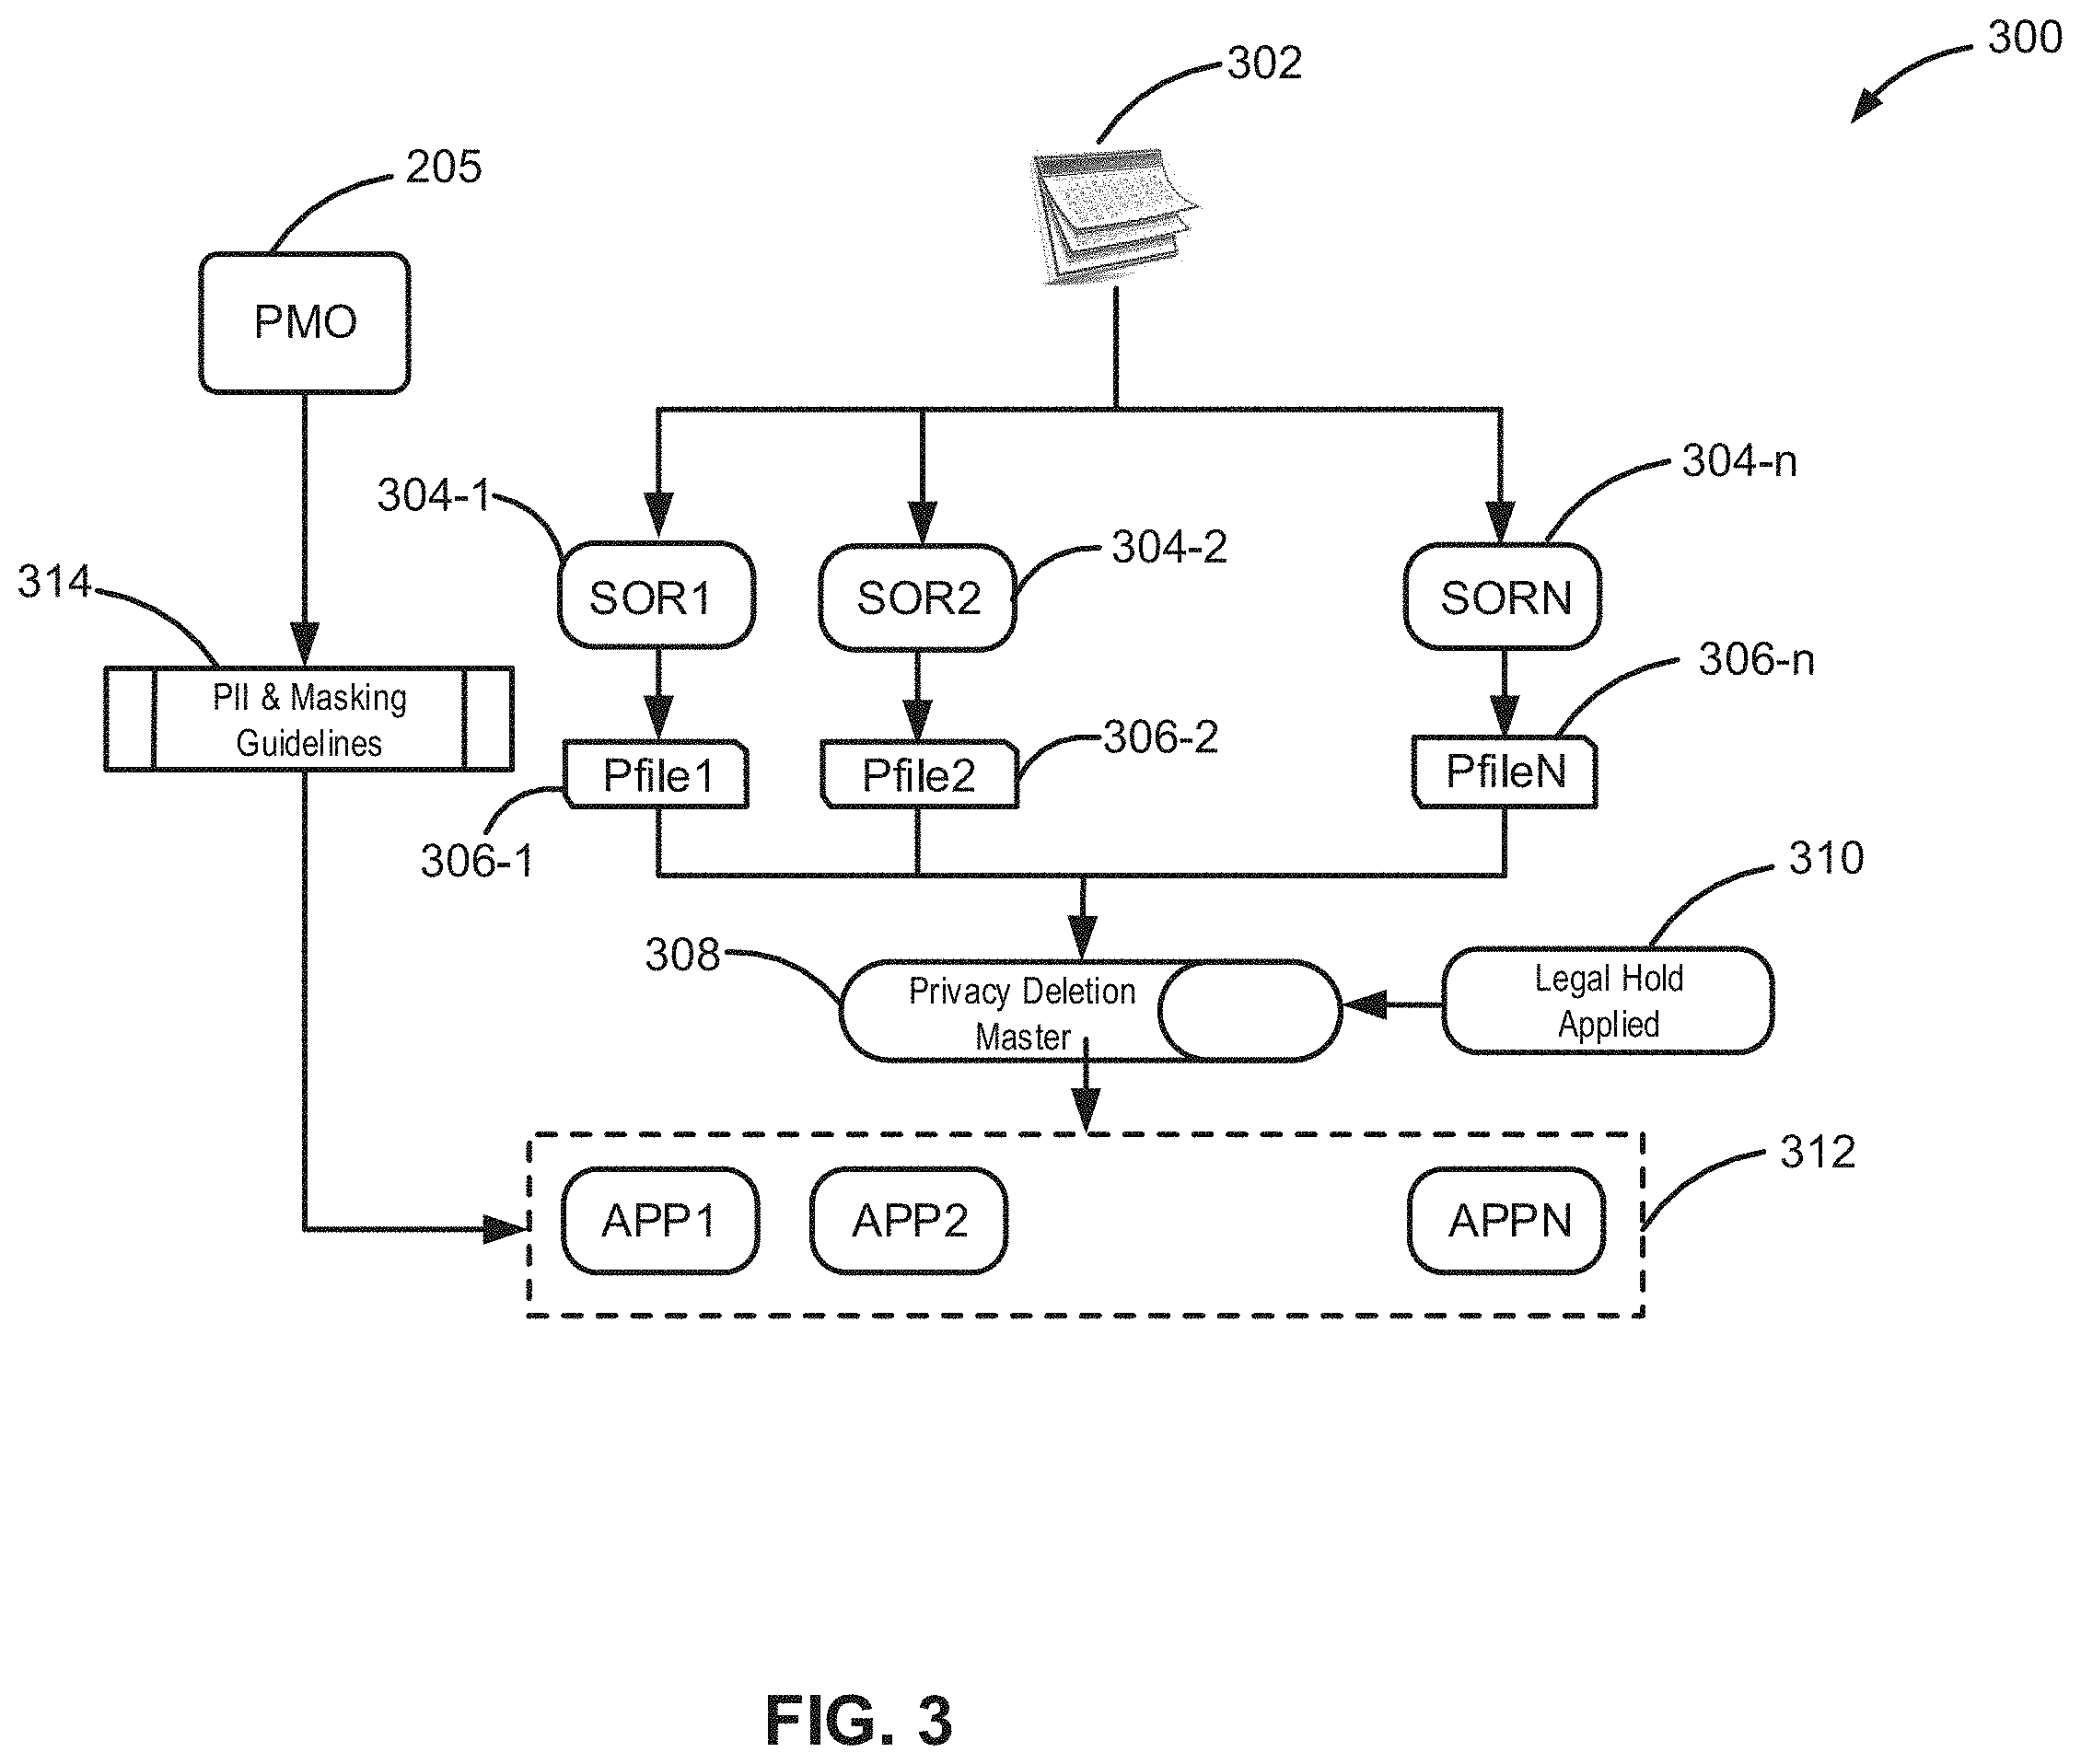 300
302
205
PMO
304-n
304-1
304-2
314
SOR1
SOR2
SORN
306-n
PII & Masking
Guidelines
306-2
Pfile1
Pfile2
PfileN
306-1
310
308
Privacy Deletion
Master
Legal Hold
Applied
312
APP1
APP2
APPN
FIG. 3